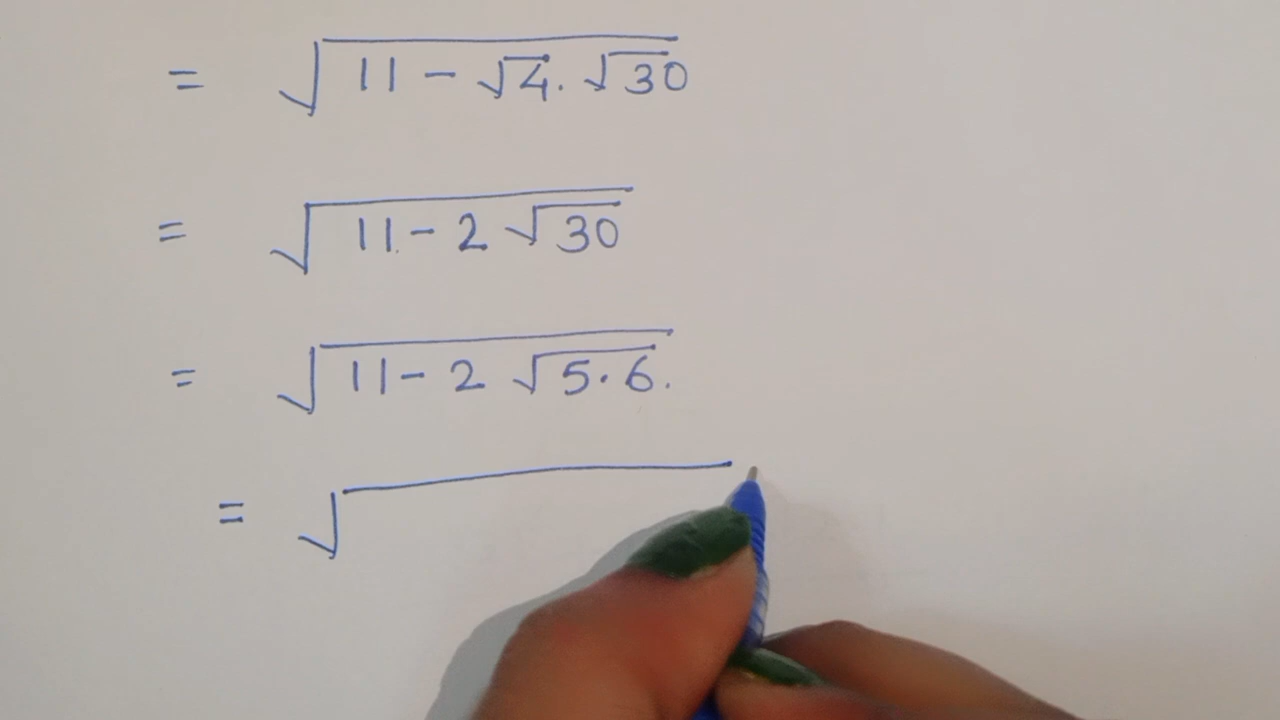 = √11 - √4. √30
= √11 - 2 √30
= √11 - 2 √5·6.
= √